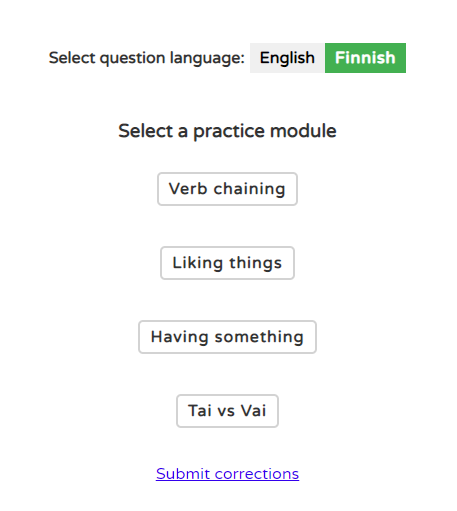 Select question language: English Finnish
Select a practice module
Verb chaining
Liking things
Having something
Tai vs Vai
Submit corrections